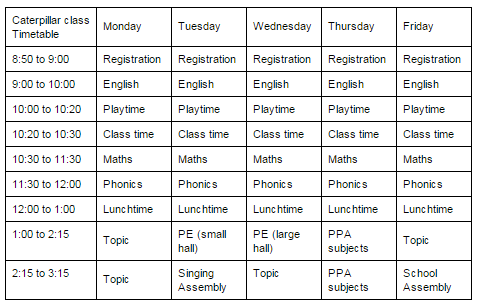 Caterpillar class Timetable Monday Tuesday Wednesday Thursday Friday
8:50 to 9:00 Registration Registration Registration Registration Registration
9:00 to 10:00 English English English English English
10:00 to 10:20 Playtime Playtime Playtime Playtime Playtime
10:20 to 10:30 Class time Class time Class time Class time Class time
10:30 to 11:30 Maths Maths Maths Maths Maths
11:30 to 12:00 Phonics Phonics Phonics Phonics Phonics
12:00 to 1:00 Lunchtime Lunchtime Lunchtime Lunchtime Lunchtime
1:00 to 2:15 Topic PE (small hall) PE (large hall) PPA subjects Topic
2:15 to 3:15 Topic Singing Assembly Topic PPA subjects School Assembly